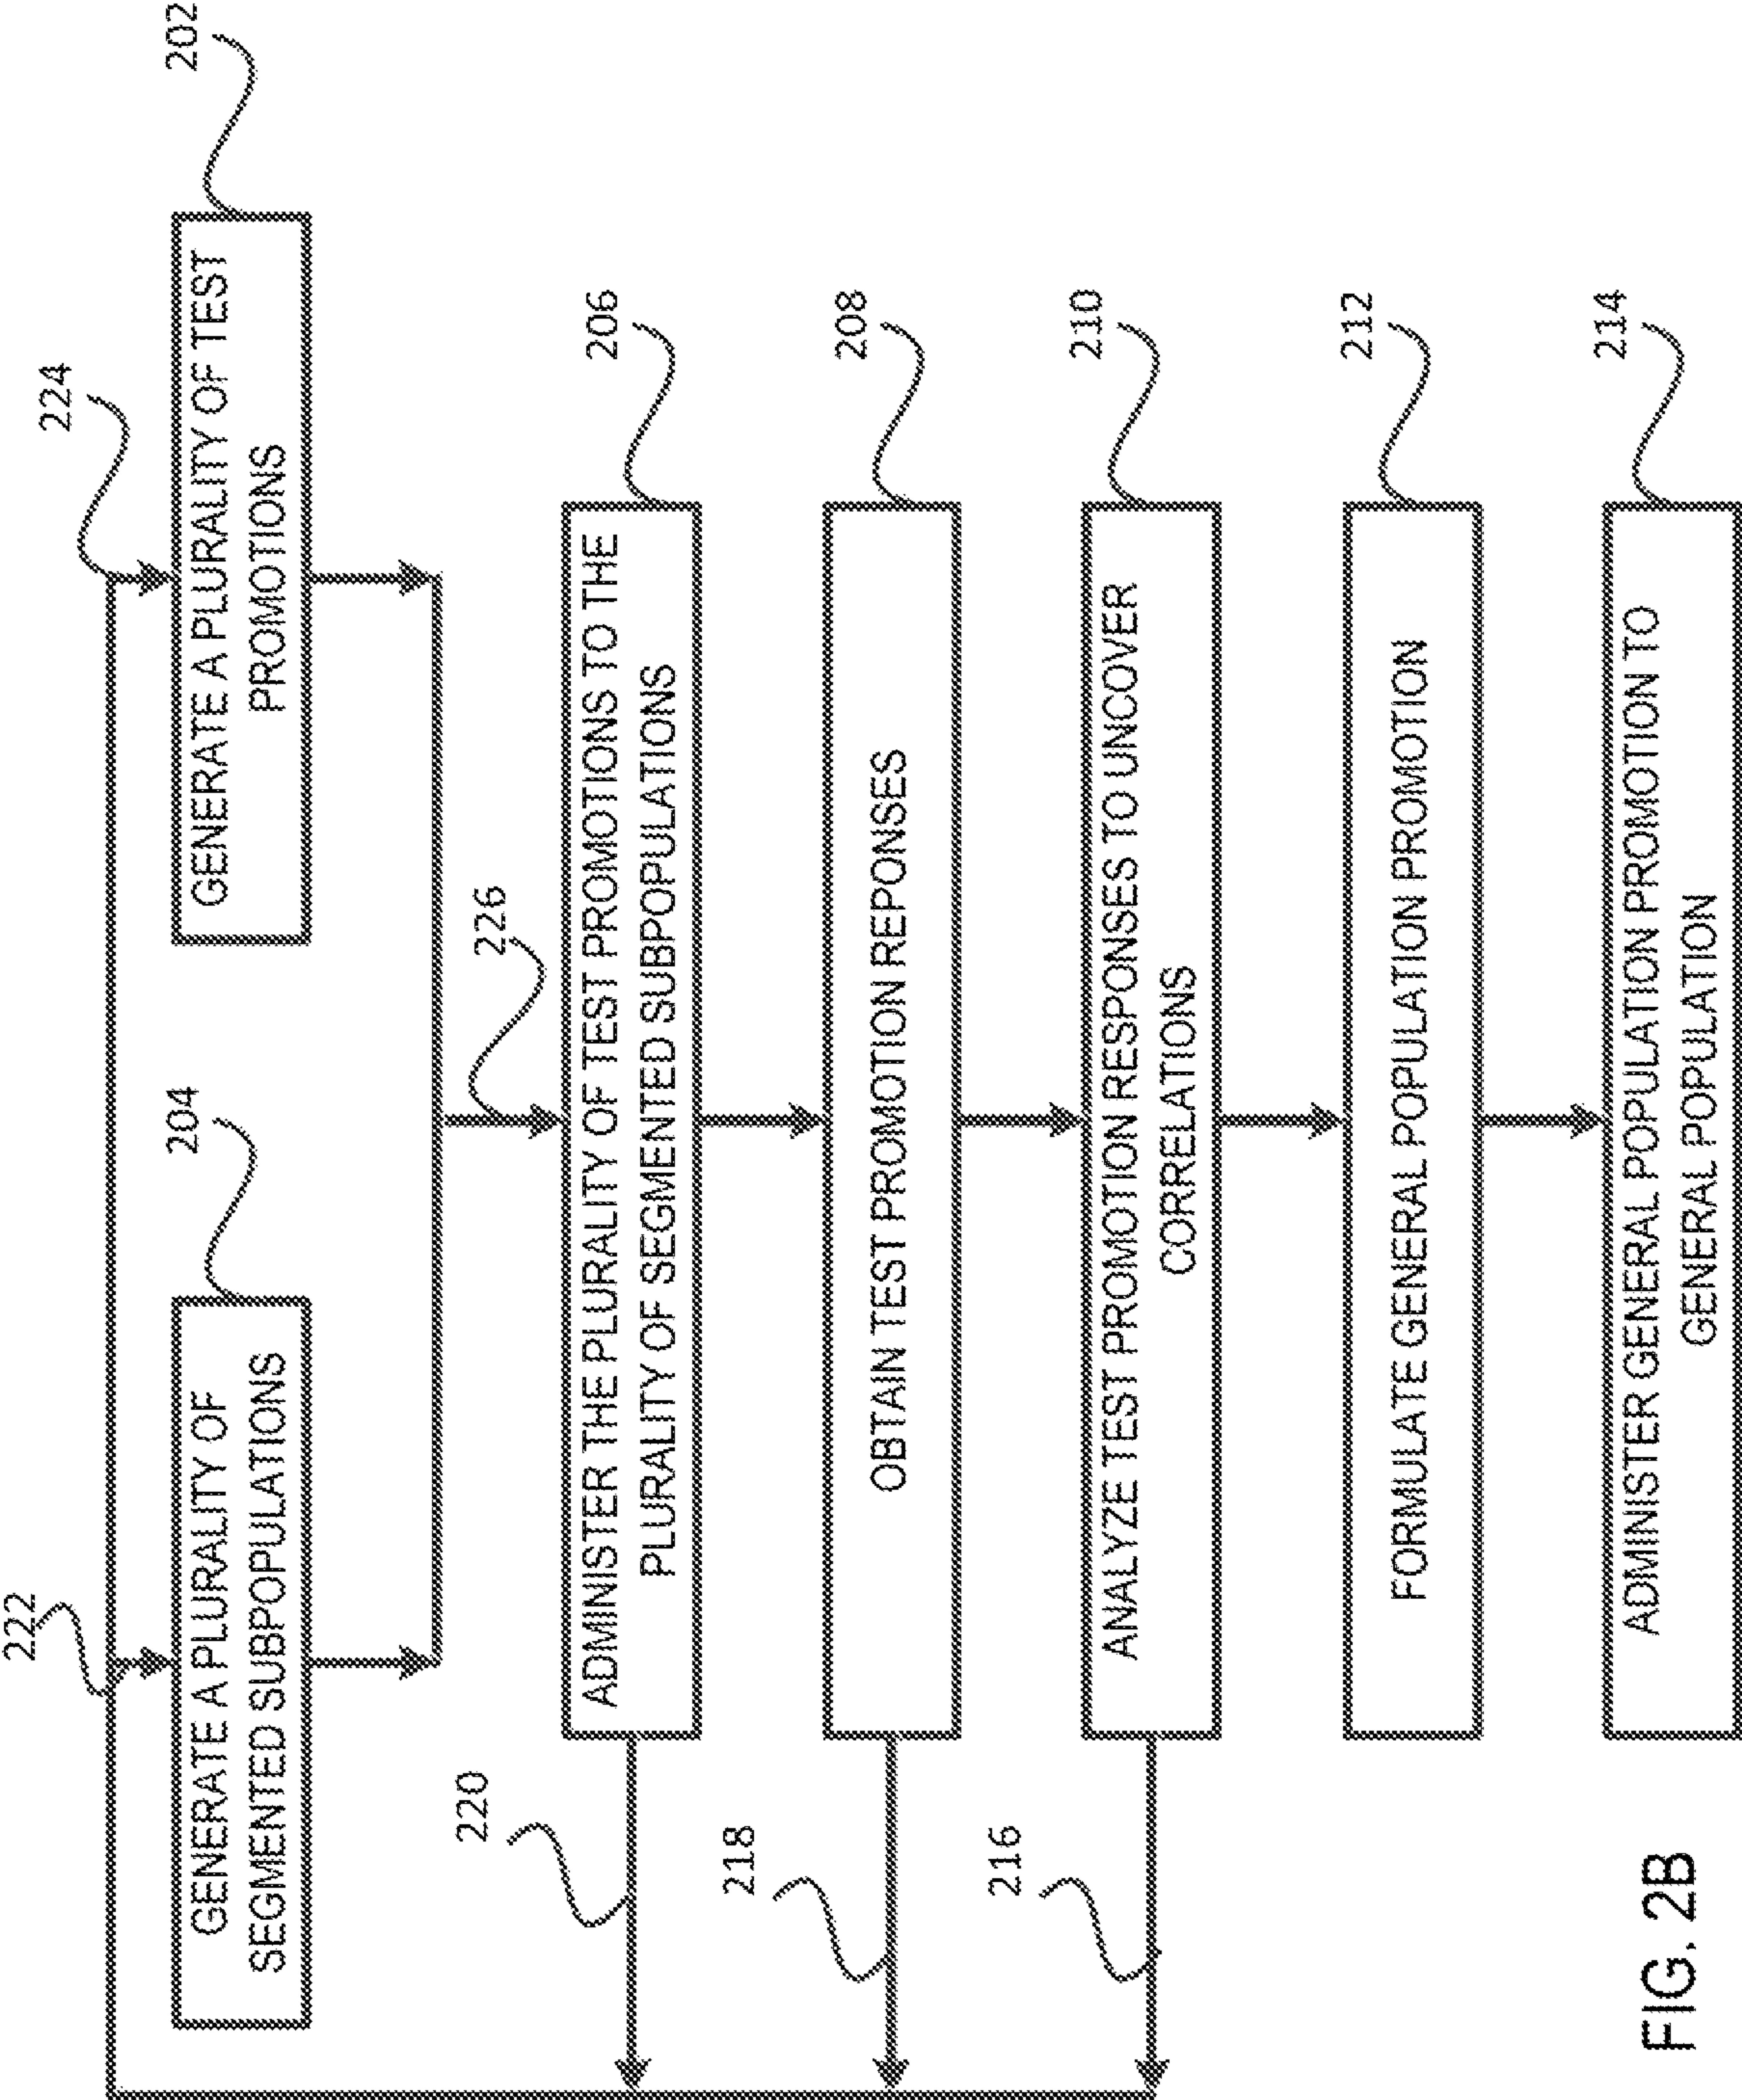 222
224
204
202
GENERATE A PLURALITY OF
SEGMENTED SUBPOPULATIONS
GENERATE A PLURALITY OF TEST
PROMOTIONS
226
206
ADMINISTER THE PLURALITY OF TEST PROMOTIONS TO THE
PLURALITY OF SEGMENTED SUBPOPULATIONS
220
208
OBTAIN TEST PROMOTION REPONSES
218
210
ANALYZE TEST PROMOTION RESPONSES TO UNCOVER
CORRELATIONS
216
212
FORMULATE GENERAL POPULATION PROMOTION
214
ADMINISTER GENERAL POPULATION PROMOTION TO
GENERAL POPULATION
FIG. 2B